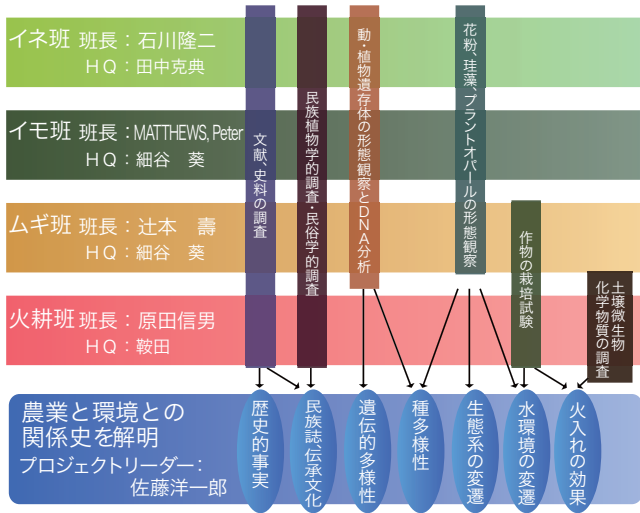 イネ班 班長：石川隆二
ＨＱ：田中克典
イモ班 班長：MATTHEWS, Peter
ＨＱ：細谷　葵
ムギ班 班長：辻本　壽
ＨＱ：細谷　葵
火耕班 班長：原田信男
ＨＱ：鞍田
文献、史料の調査
民族植物学的調査・民俗学的調査
動・植物遺存体の形態観察とＤＮＡ分析
花粉、珪藻、プラントオパールの形態観察
作物の栽培試験
土壌微生物
化学物質の調査
農業と環境との
関係史を解明
プロジェクトリーダー：
佐藤洋一郎
歴史的事実
民族誌、伝承文化
遺伝的多様性
種多様性
生態系の変遷
水環境の変遷
火入れの効果